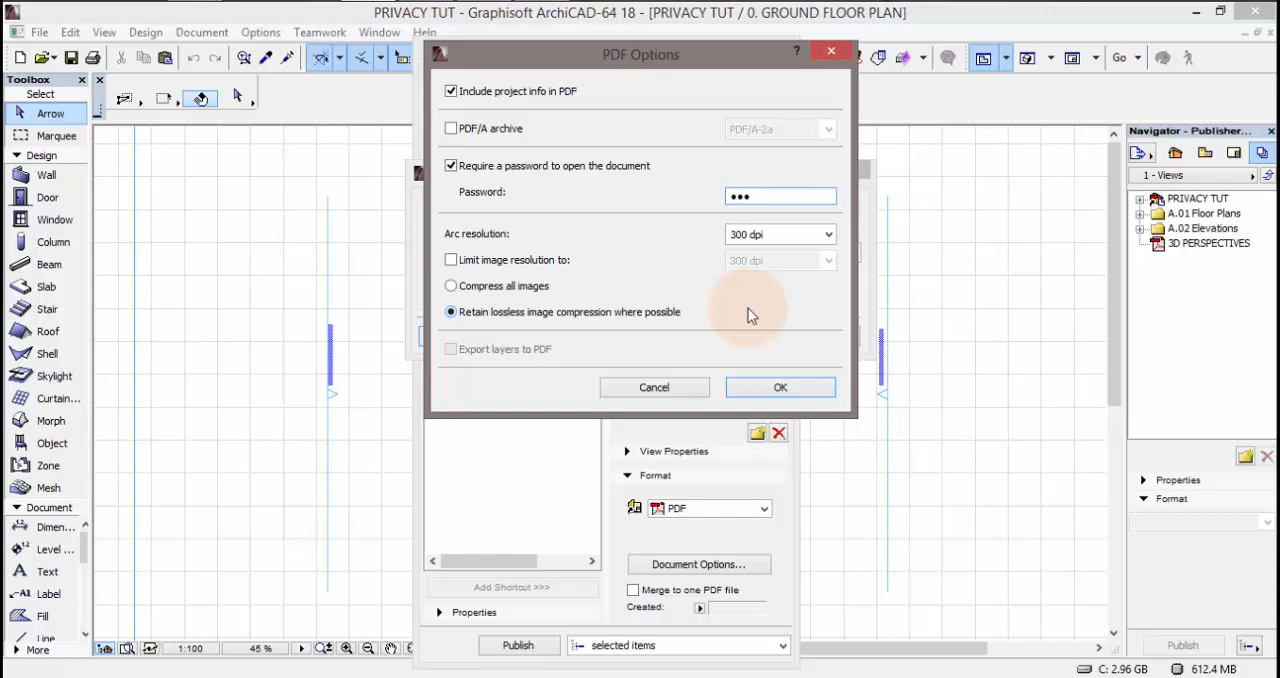 PRIVACY TUT - Graphisoft ArchiCAD-64 18 - [PRIVACY TUT / 0. GROUND FLOOR PLAN]
File Edit View Design Document Options Teamwork Window Help
PDF Options
?
Go
Toolbox
Select
Arrow
Marquee
Design
Wall
Door
Window
Column
Beam
Slab
Stair
Roof
Shell
Skylight
Curtain...
Morph
Object
Zone
Mesh
Document
Dimen...
Level ...
Text
Label
Fill
Line
More
Include project info in PDF
PDF/A archive
PDF/A-2a
Require a password to open the document
Password:
●●●
Arc resolution:
300 dpi
Limit image resolution to:
300 dpi
Compress all images
Retain lossless image compression where possible
Export layers to PDF
Cancel
OK
View Properties
Format
PDF
Document Options...
Merge to one PDF file
Created:
Add Shortcut >>>
Properties
Publish
selected items
1:100
45 %
Navigator - Publisher...
1 - Views
PRIVACY TUT
A.01 Floor Plans
A.02 Elevations
3D PERSPECTIVES
Properties
Format
Publish
C: 2.96 GB
612.4 MB